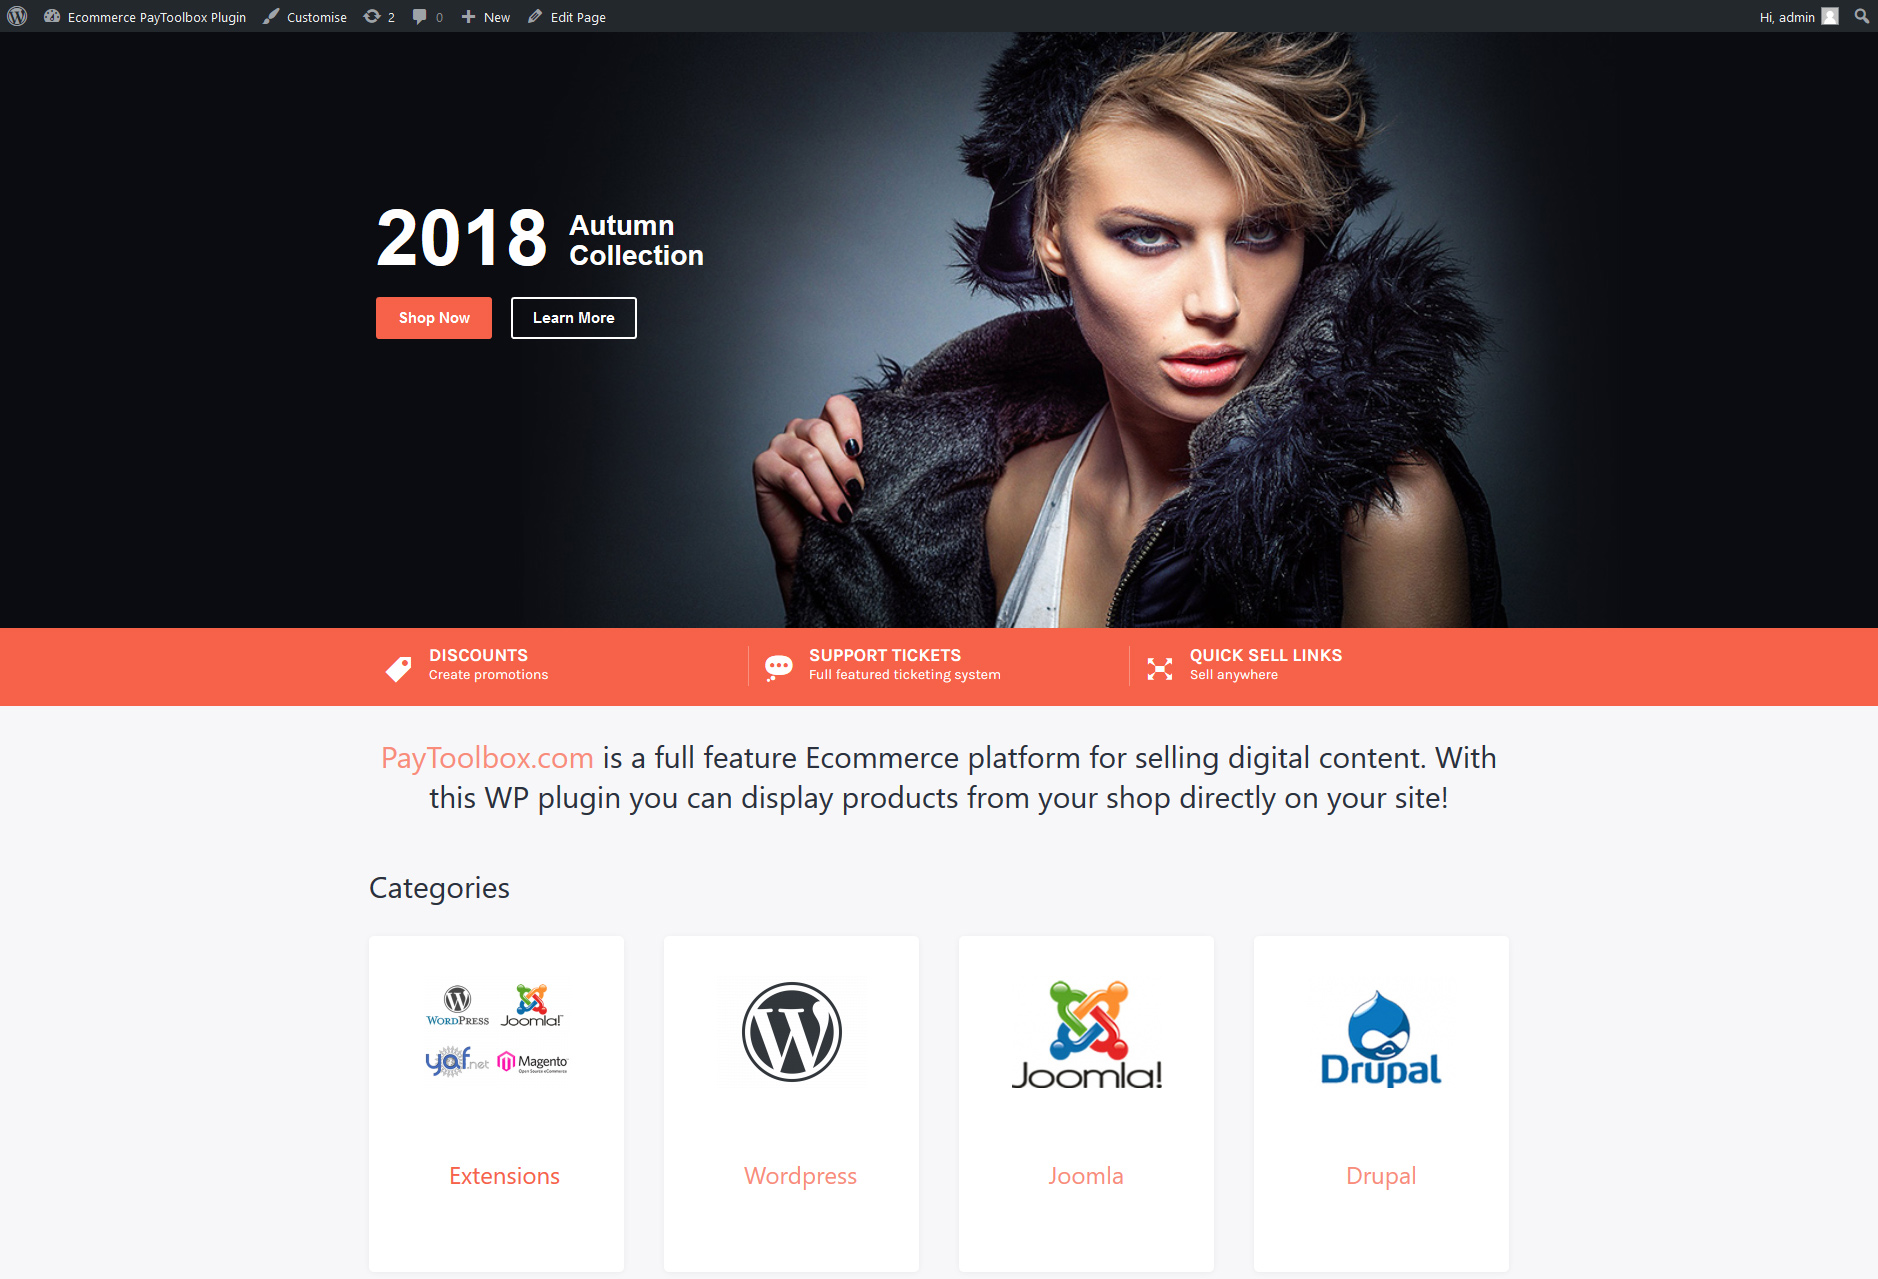 Ecommerce PayToolbox Plugin Customise 2 0 New Edit Page Hi, admin
2018 Autumn
Collection
Shop Now Learn More
DISCOUNTS
Create promotions
SUPPORT TICKETS
Full featured ticketing system
QUICK SELL LINKS
Sell anywhere
PayToolbox.com is a full feature Ecommerce platform for selling digital content. With
this WP plugin you can display products from your shop directly on your site!
Categories
WORDPRESS Joomla!
yaf.net Magento
Open Source eCommerce
Extensions
W
Wordpress
Joomla!
Joomla
Drupal
Drupal